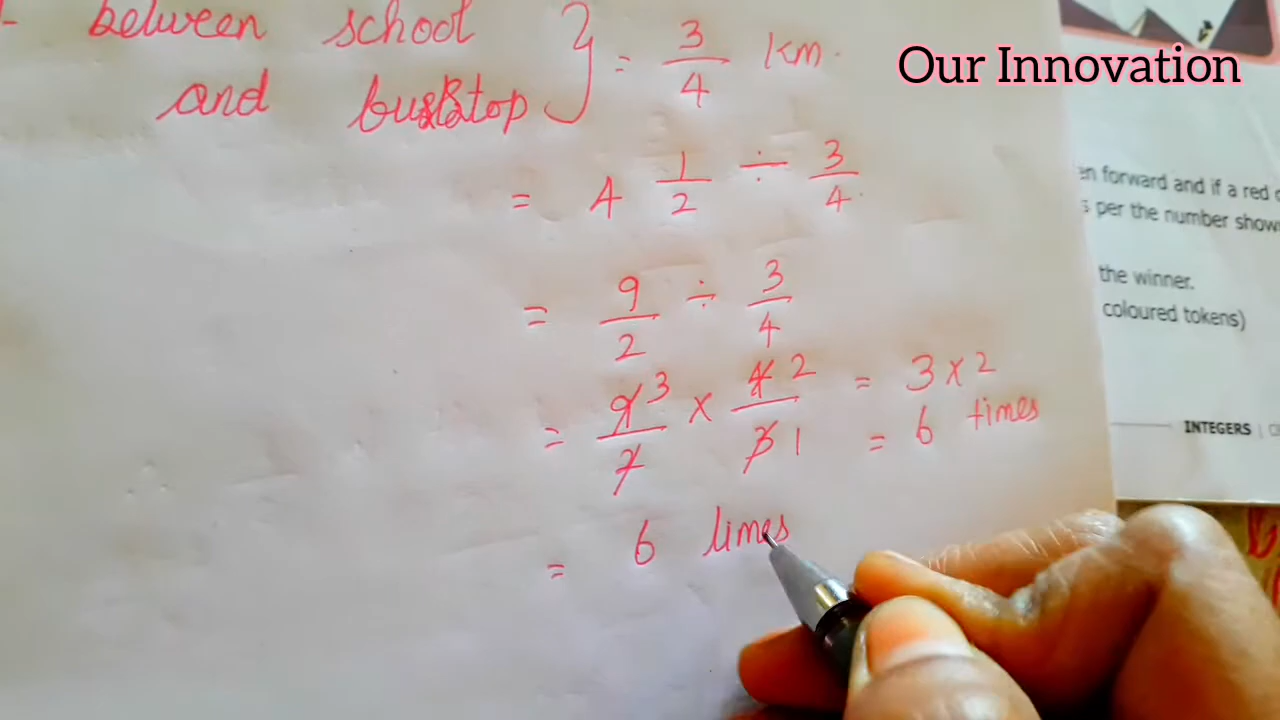 - between school
and busstop } = 3/4 km.
Our Innovation
= 4 1/2 ÷ 3/4.
= 9/2 ÷ 3/4
= 9 3/2 × 4 2/3 1 = 3 × 2
= 6 times
= 6 times
en forward and if a red
s per the number show
the winner.
coloured tokens)
INTEGERS |